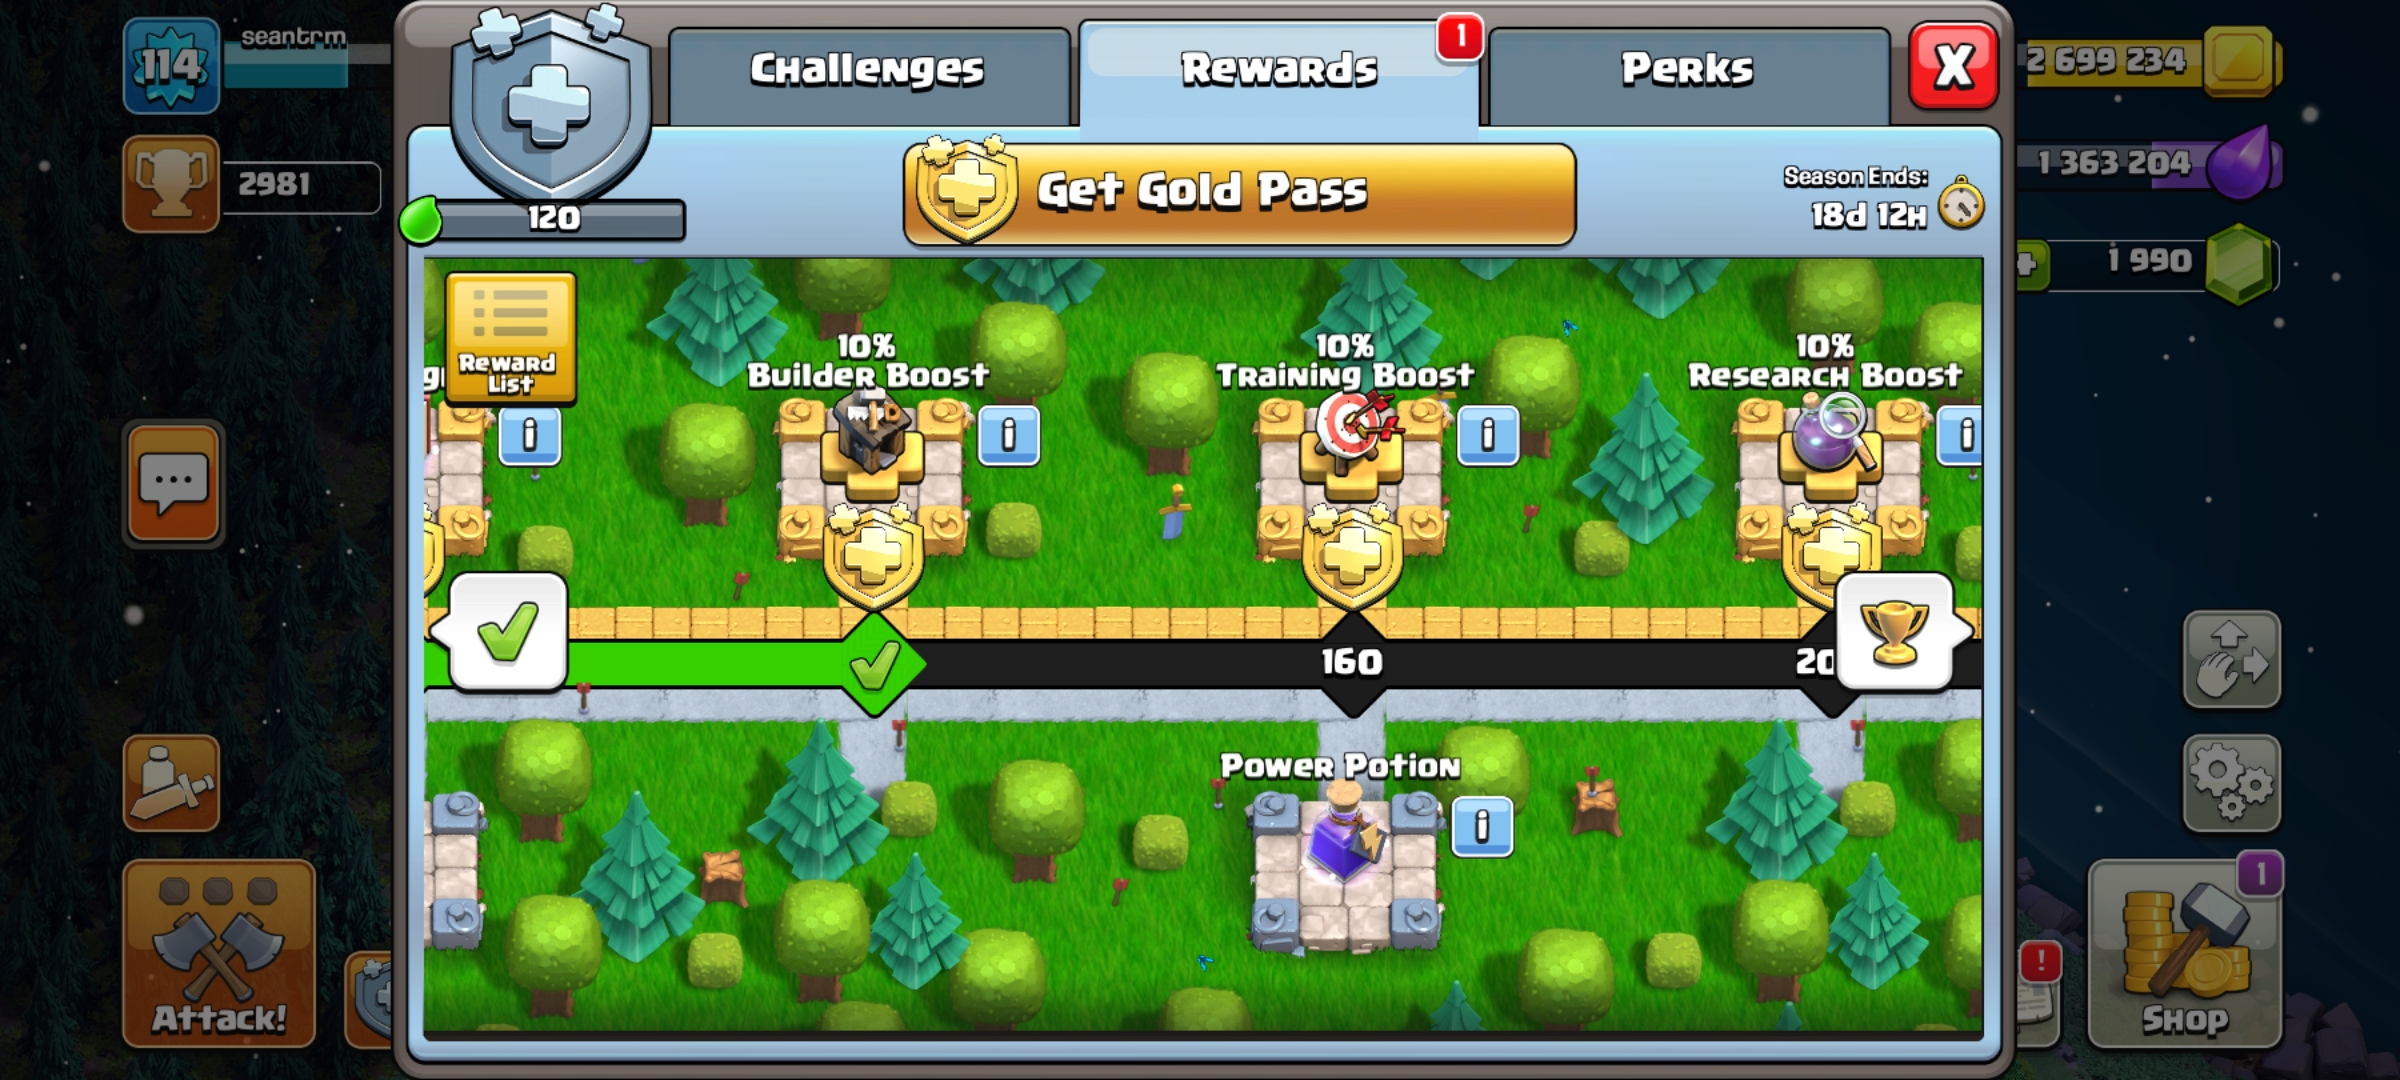 114
seantrm
Challenges
Rewards
1
Perks
X
2 699 234
2981
120
Get Gold Pass
Season Ends:
18d 12H
1 363 204
1 990
Reward
List
10%
Builder Boost
10%
Training Boost
10%
Research Boost
i
i
i
i
160
Power Potion
i
Attack!
1
!
Shop